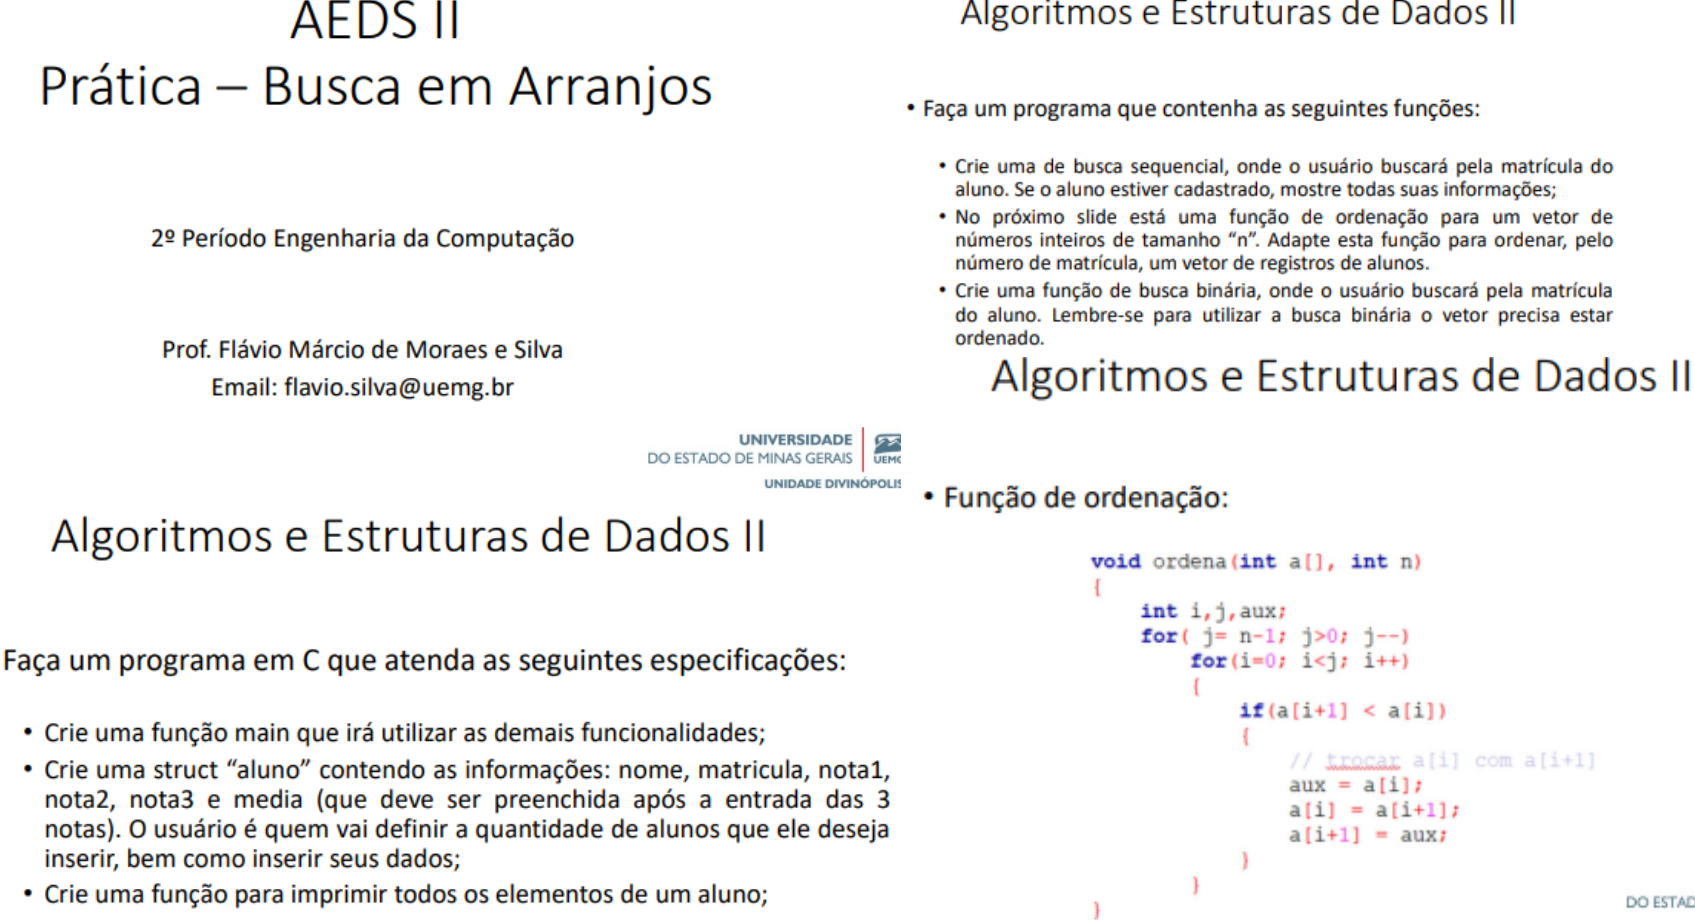 AEDS II
Prática – Busca em Arranjos
2º Período Engenharia da Computação
Prof. Flávio Márcio de Moraes e Silva
Email: flavio.silva@uemg.br
UNIVERSIDADE
DO ESTADO DE MINAS GERAIS
UNIDADE DIVINÓPOLIS
Algoritmos e Estruturas de Dados II
Faça um programa em C que atenda as seguintes especificações:
• Crie uma função main que irá utilizar as demais funcionalidades;
• Crie uma struct “aluno” contendo as informações: nome, matricula, nota1,
nota2, nota3 e media (que deve ser preenchida após a entrada das 3
notas). O usuário é quem vai definir a quantidade de alunos que ele deseja
inserir, bem como inserir seus dados;
• Crie uma função para imprimir todos os elementos de um aluno;
Algoritmos e Estruturas de Dados II
• Faça um programa que contenha as seguintes funções:
• Crie uma de busca sequencial, onde o usuário buscará pela matrícula do
aluno. Se o aluno estiver cadastrado, mostre todas suas informações;
• No próximo slide está uma função de ordenação para um vetor de
números inteiros de tamanho “n”. Adapte esta função para ordenar, pelo
número de matrícula, um vetor de registros de alunos.
• Crie uma função de busca binária, onde o usuário buscará pela matrícula
do aluno. Lembre-se para utilizar a busca binária o vetor precisa estar
ordenado.
Algoritmos e Estruturas de Dados II
• Função de ordenação:
void ordena(int a[], int n)
{
int i,j,aux;
for( j= n-1; j>0; j--)
for(i=0; i<j; i++)
{
if(a[i+1] < a[i])
{
// trocar a[i] com a[i+1]
aux = a[i];
a[i] = a[i+1];
a[i+1] = aux;
}
}
}
DO ESTAD